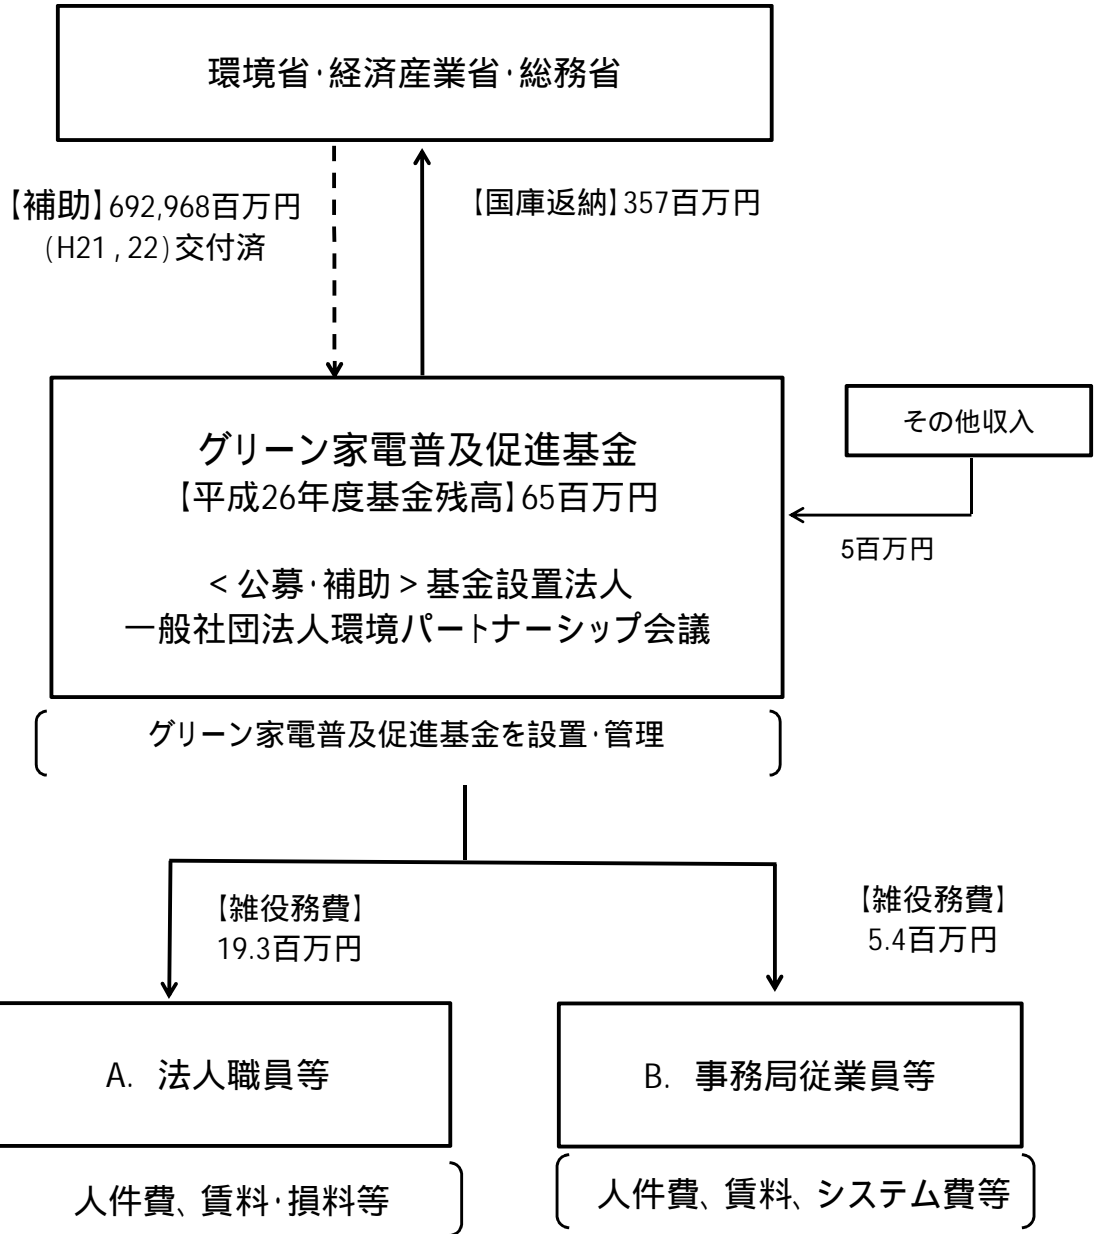 環境省・経済産業省・総務省
【補助】692,968百万円
(H21,22)交付済
【国庫返納】357百万円
グリーン家電普及促進基金
【平成26年度基金残高】65百万円
<公募・補助>基金設置法人
一般社団法人環境パートナーシップ会議
その他収入
5百万円
グリーン家電普及促進基金を設置・管理
【雑役務費】
19.3百万円
【雑役務費】
5.4百万円
A. 法人職員等
B. 事務局従業員等
人件費、賃料・損料等
人件費、賃料、システム費等